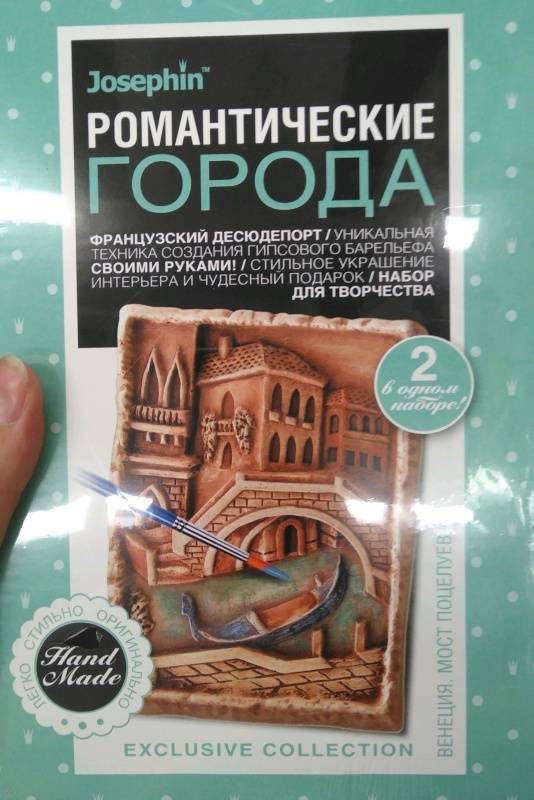 Josephin™
РОМАНТИЧЕСКИЕ
ГОРОДА
ФРАНЦУЗСКИЙ ДЕСЮДЕПОРТ / УНИКАЛЬНАЯ
ТЕХНИКА СОЗДАНИЯ ГИПСОВОГО БАРЕЛЬЕФА
СВОИМИ РУКАМИ! / СТИЛЬНОЕ УКРАШЕНИЕ
ИНТЕРЬЕРА И ЧУДЕСНЫЙ ПОДАРОК / НАБОР
ДЛЯ ТВОРЧЕСТВА
2
в одном
наборе!
ЛЕГКО СТИЛЬНО ОРИГИНАЛЬНО
Hand
Made
ВЕНЕЦИЯ. МОСТ ПОЦЕЛУЕВ
EXCLUSIVE COLLECTION